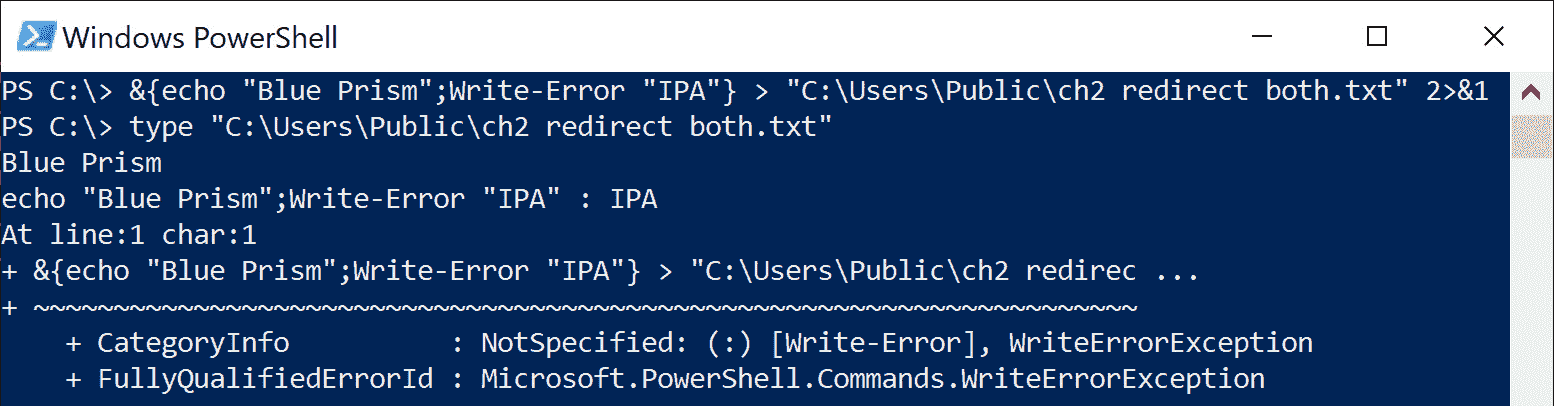 Windows PowerShell
PS C:\> &{echo "Blue Prism";Write-Error "IPA"} > "C:\Users\Public\ch2 redirect both.txt" 2>&1
PS C:\> type "C:\Users\Public\ch2 redirect both.txt"
Blue Prism
echo "Blue Prism";Write-Error "IPA" : IPA
At line:1 char:1
+ &{echo "Blue Prism";Write-Error "IPA"} > "C:\Users\Public\ch2 redirec ...
+ ~~~~~~~~~~~~~~~~~~~~~~~~~~~~~~~~~~~~~~~~~~~~~~~~~~~~~~~~~~~~~~~~~~~~~
    + CategoryInfo          : NotSpecified: (:) [Write-Error], WriteErrorException
    + FullyQualifiedErrorId : Microsoft.PowerShell.Commands.WriteErrorException